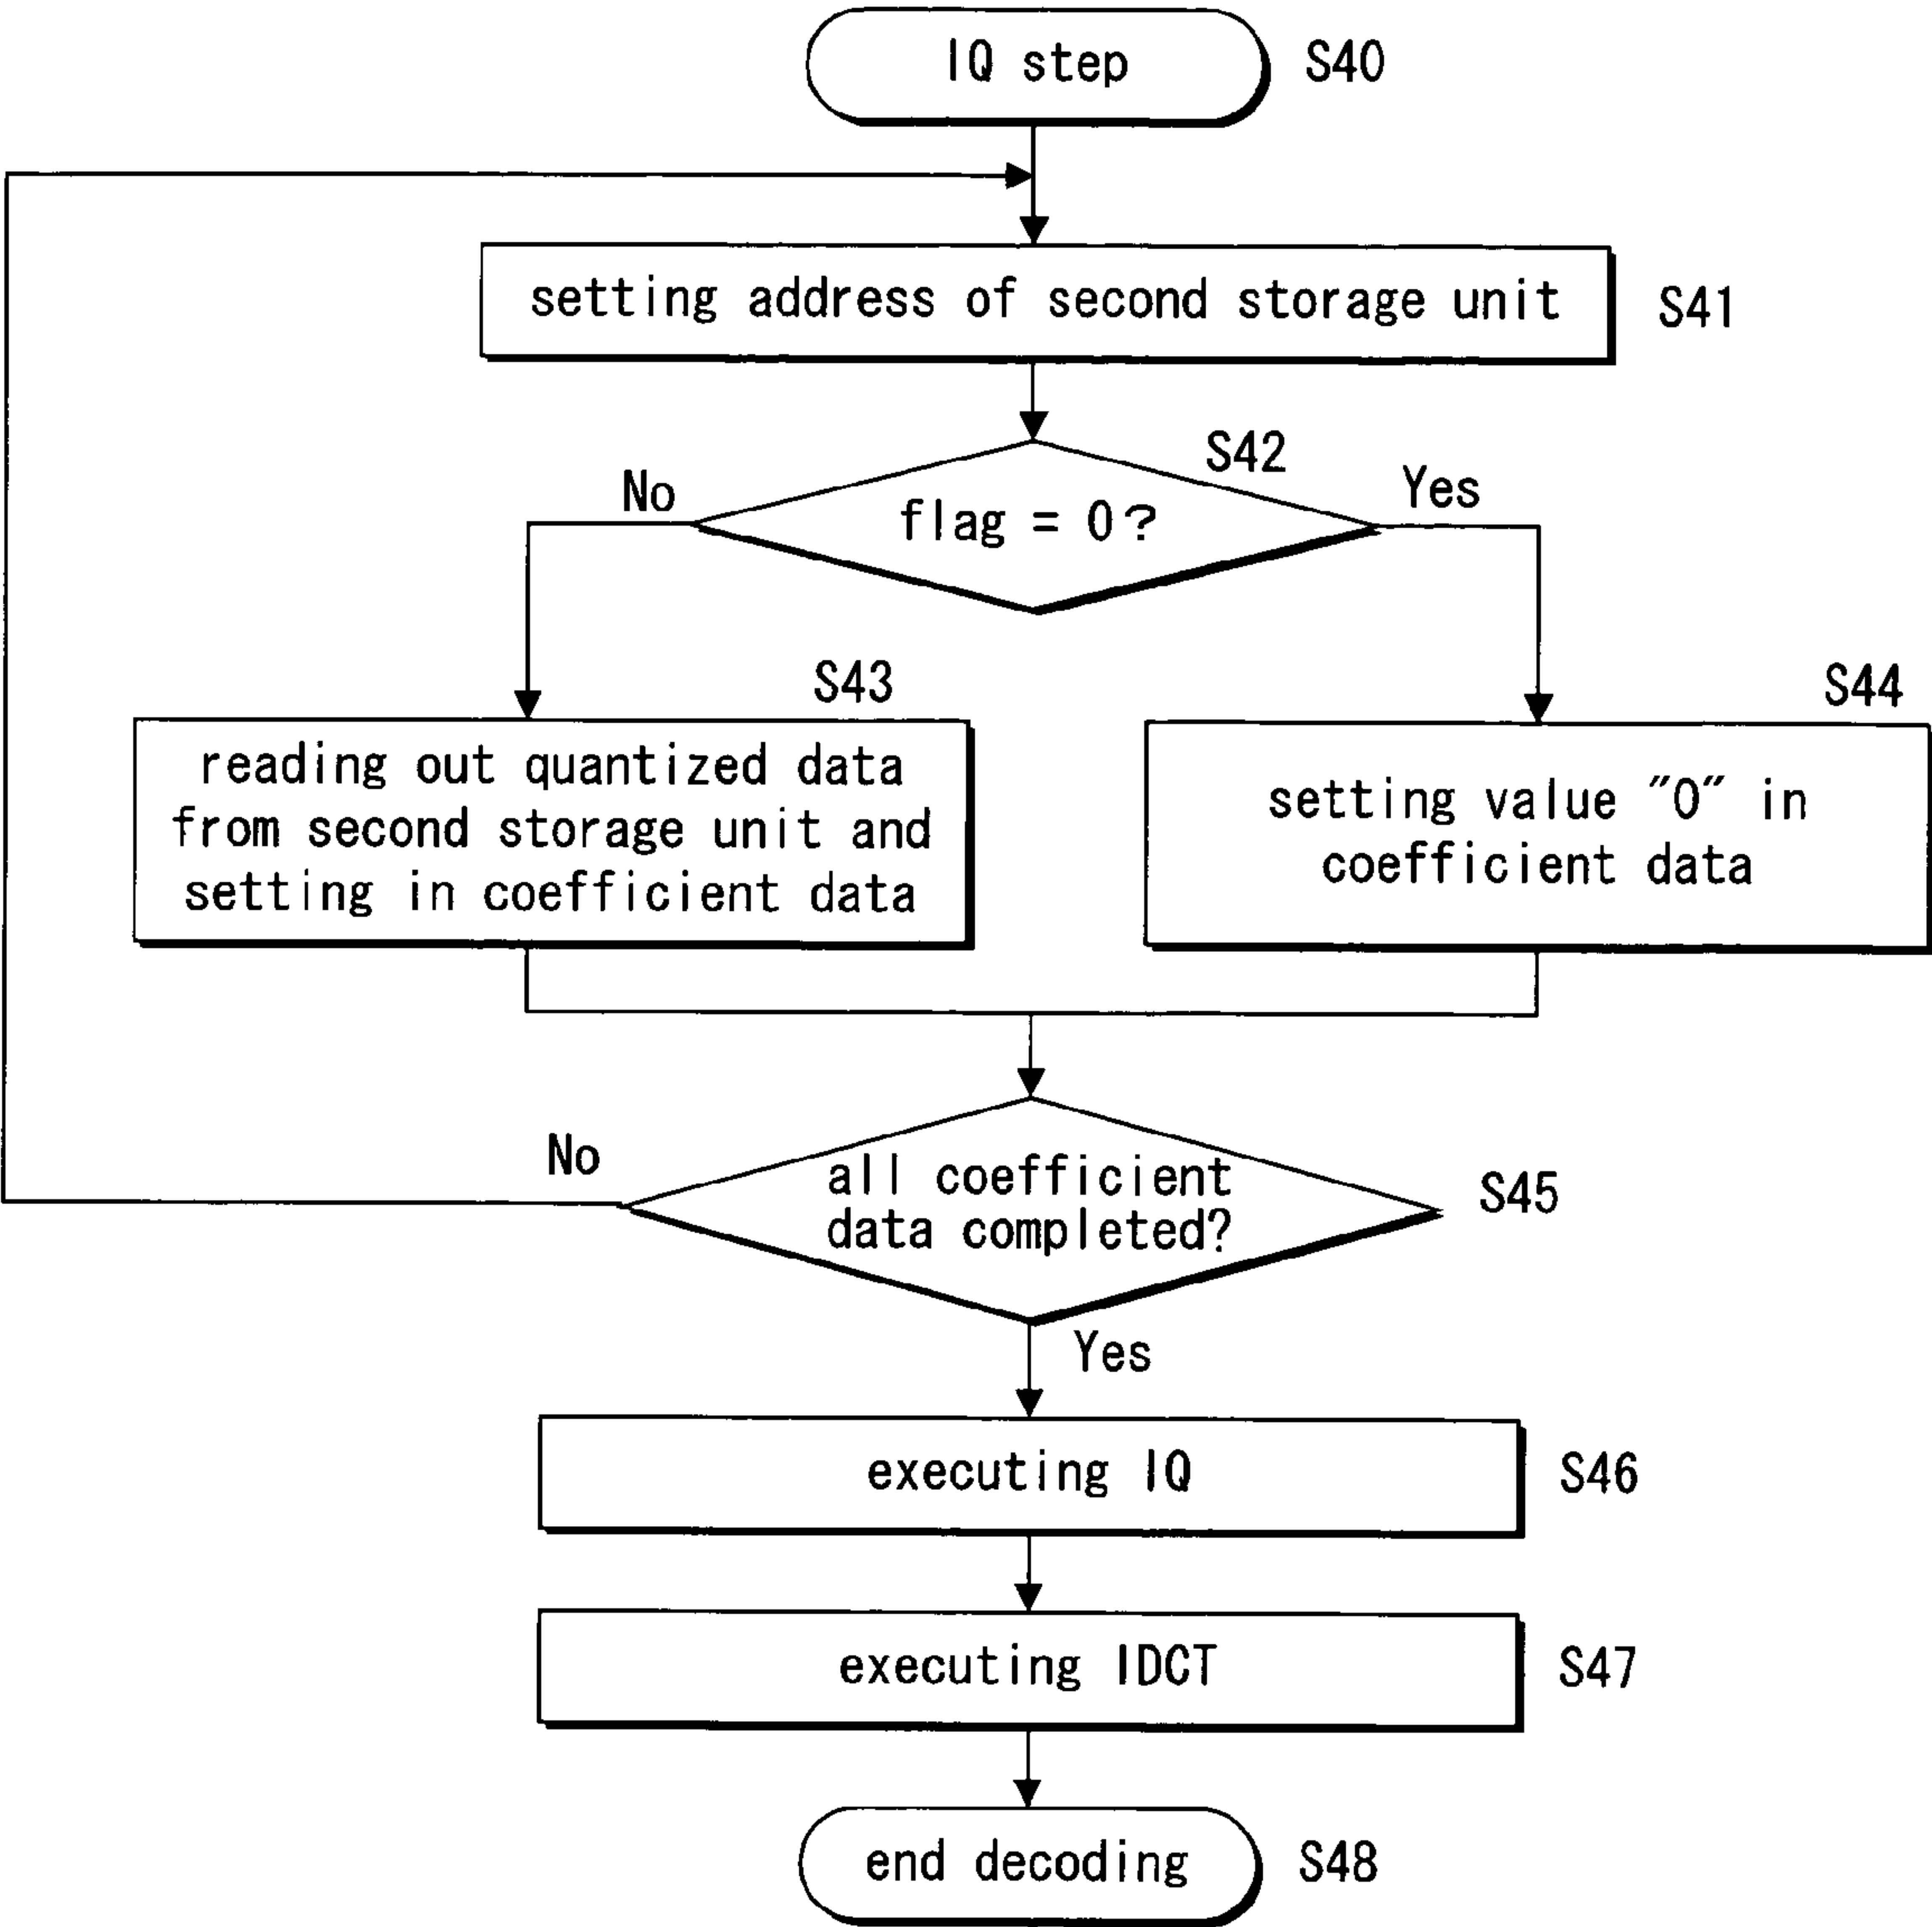 IQ step
S40
setting address of second storage unit
S41
S42
No
Yes
flag = 0?
S43
S44
reading out quantized data
from second storage unit and
setting in coefficient data
setting value "0" in
coefficient data
No
all coefficient
data completed?
S45
Yes
executing IQ
S46
executing IDCT
S47
end decoding
S48